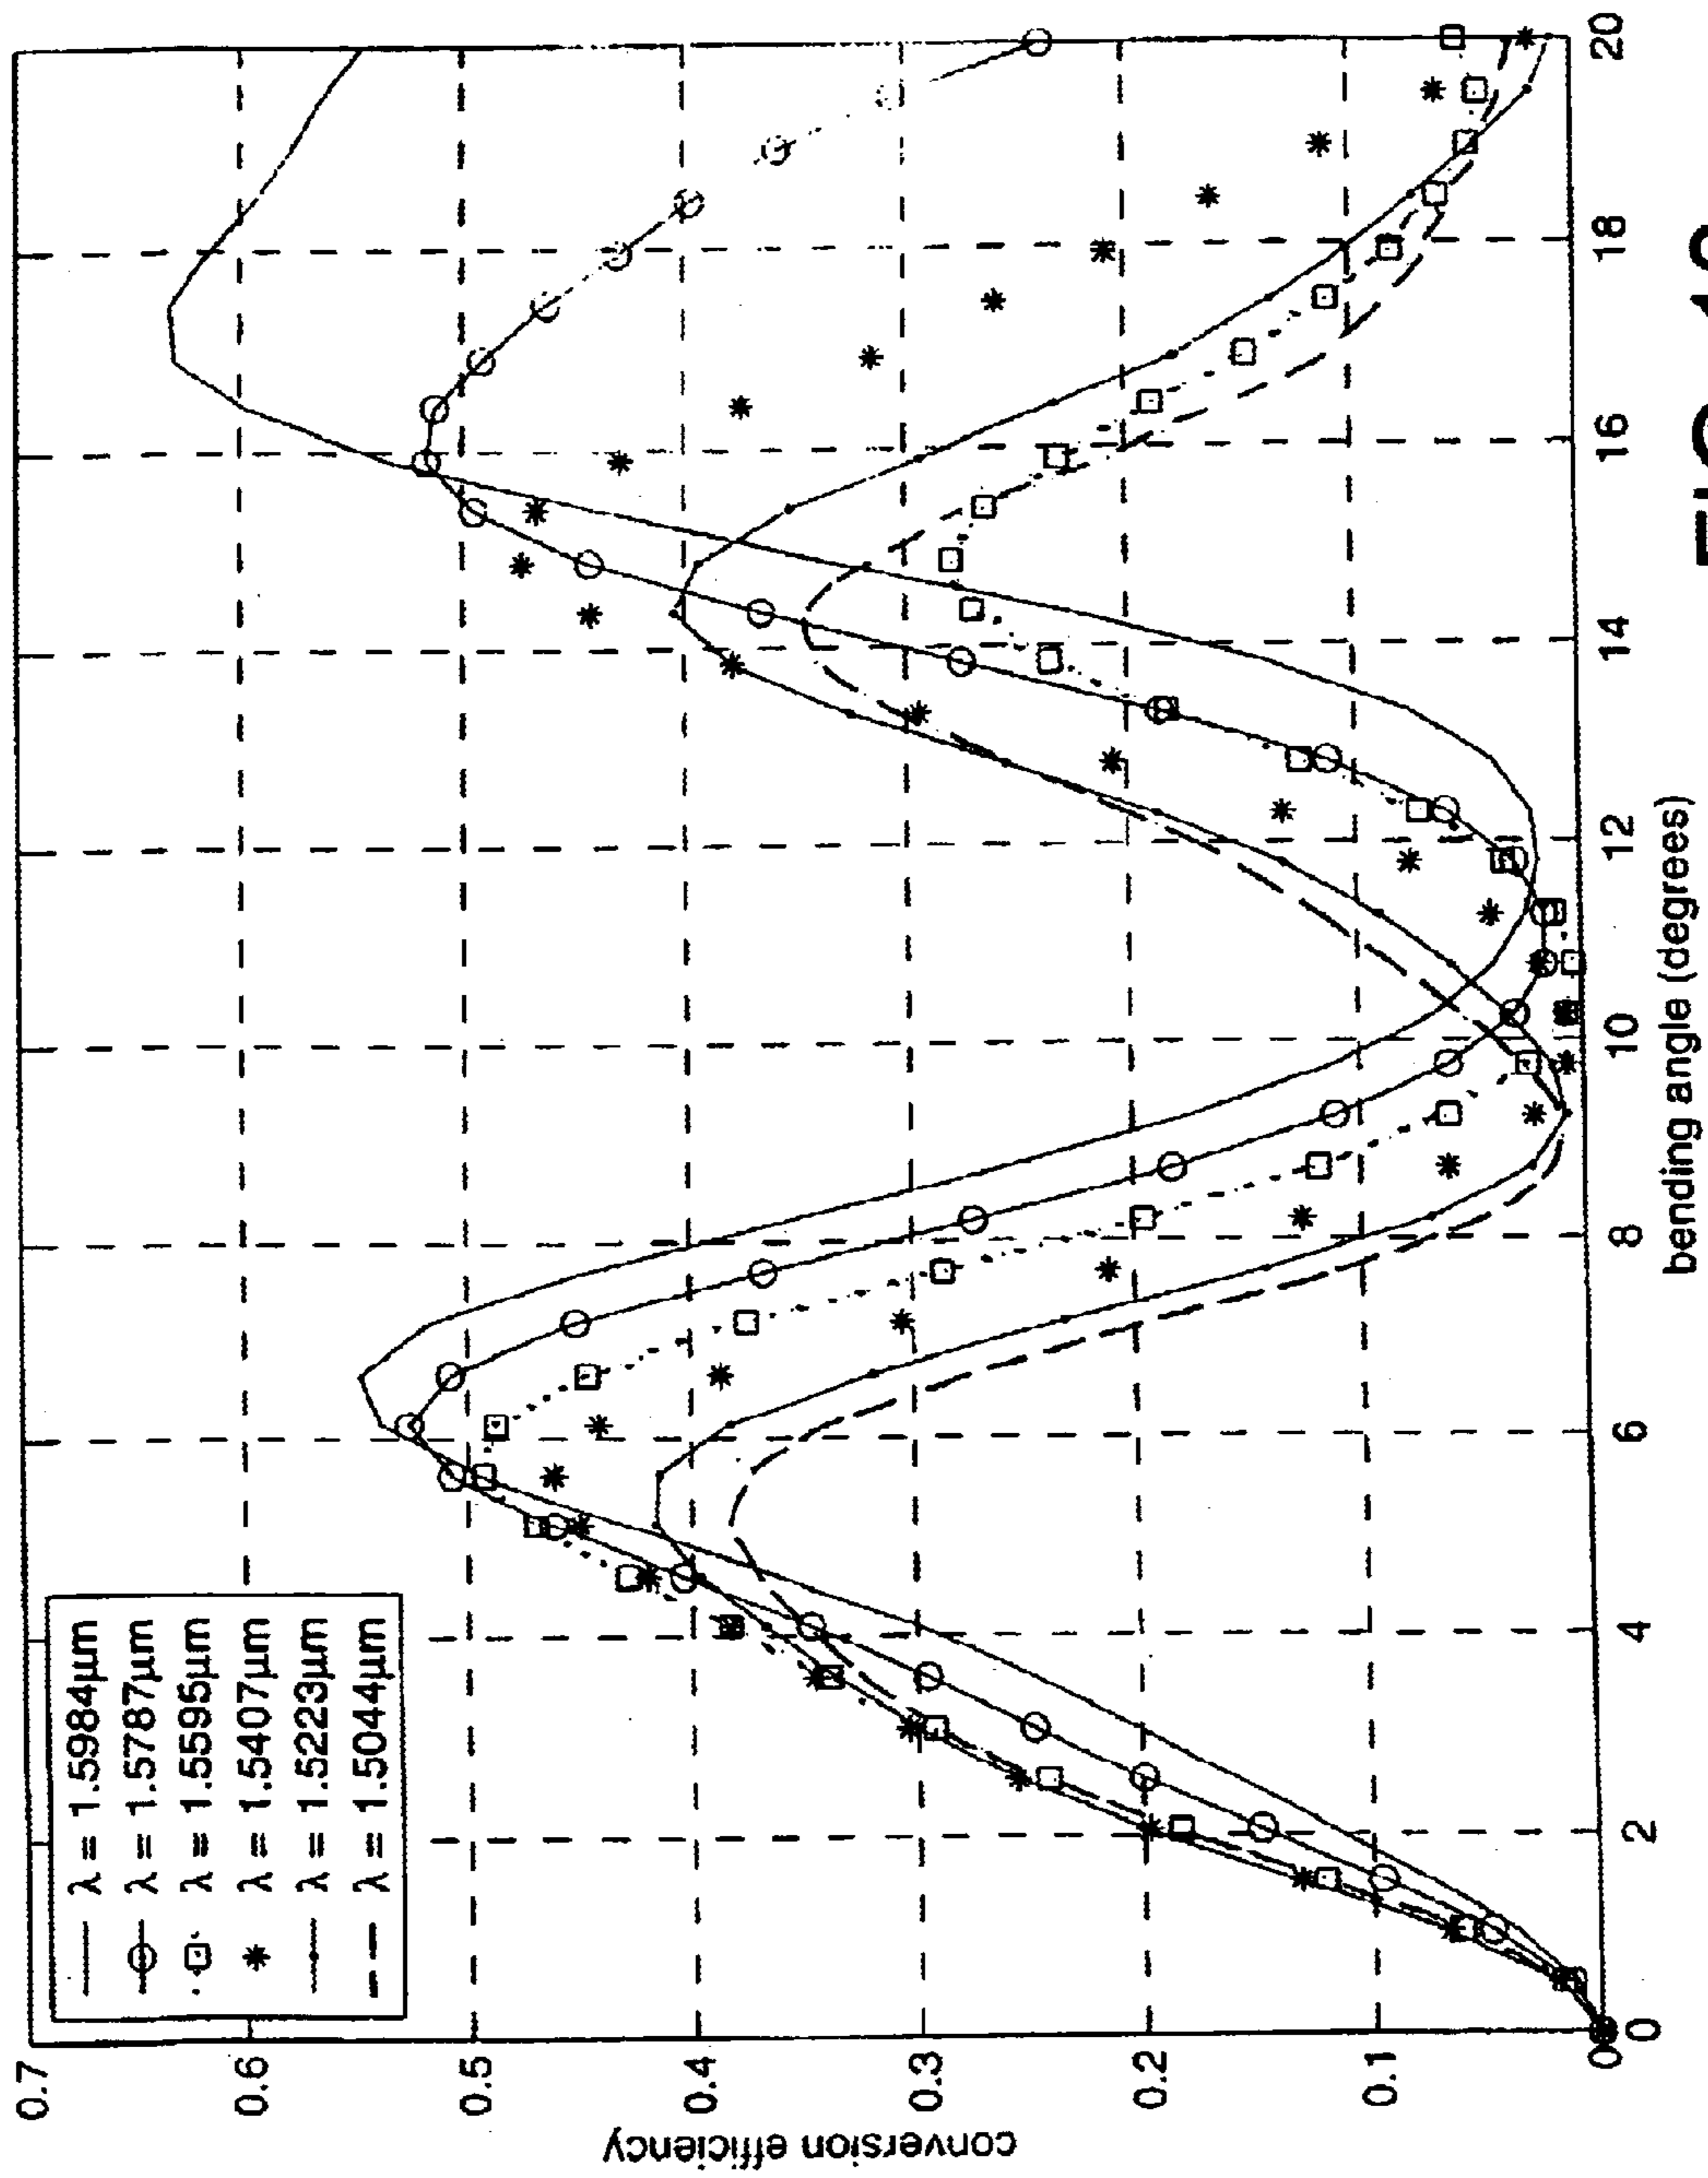 λ = 1.5984µm
λ = 1.5787µm
λ = 1.5595µm
λ = 1.5407µm
λ = 1.5223µm
λ = 1.5044µm
0.7
0.6
0.5
0.4
0.3
0.2
0.1
0
conversion efficiency
0
2
4
6
8
10
12
14
16
18
20
bending angle (degrees)